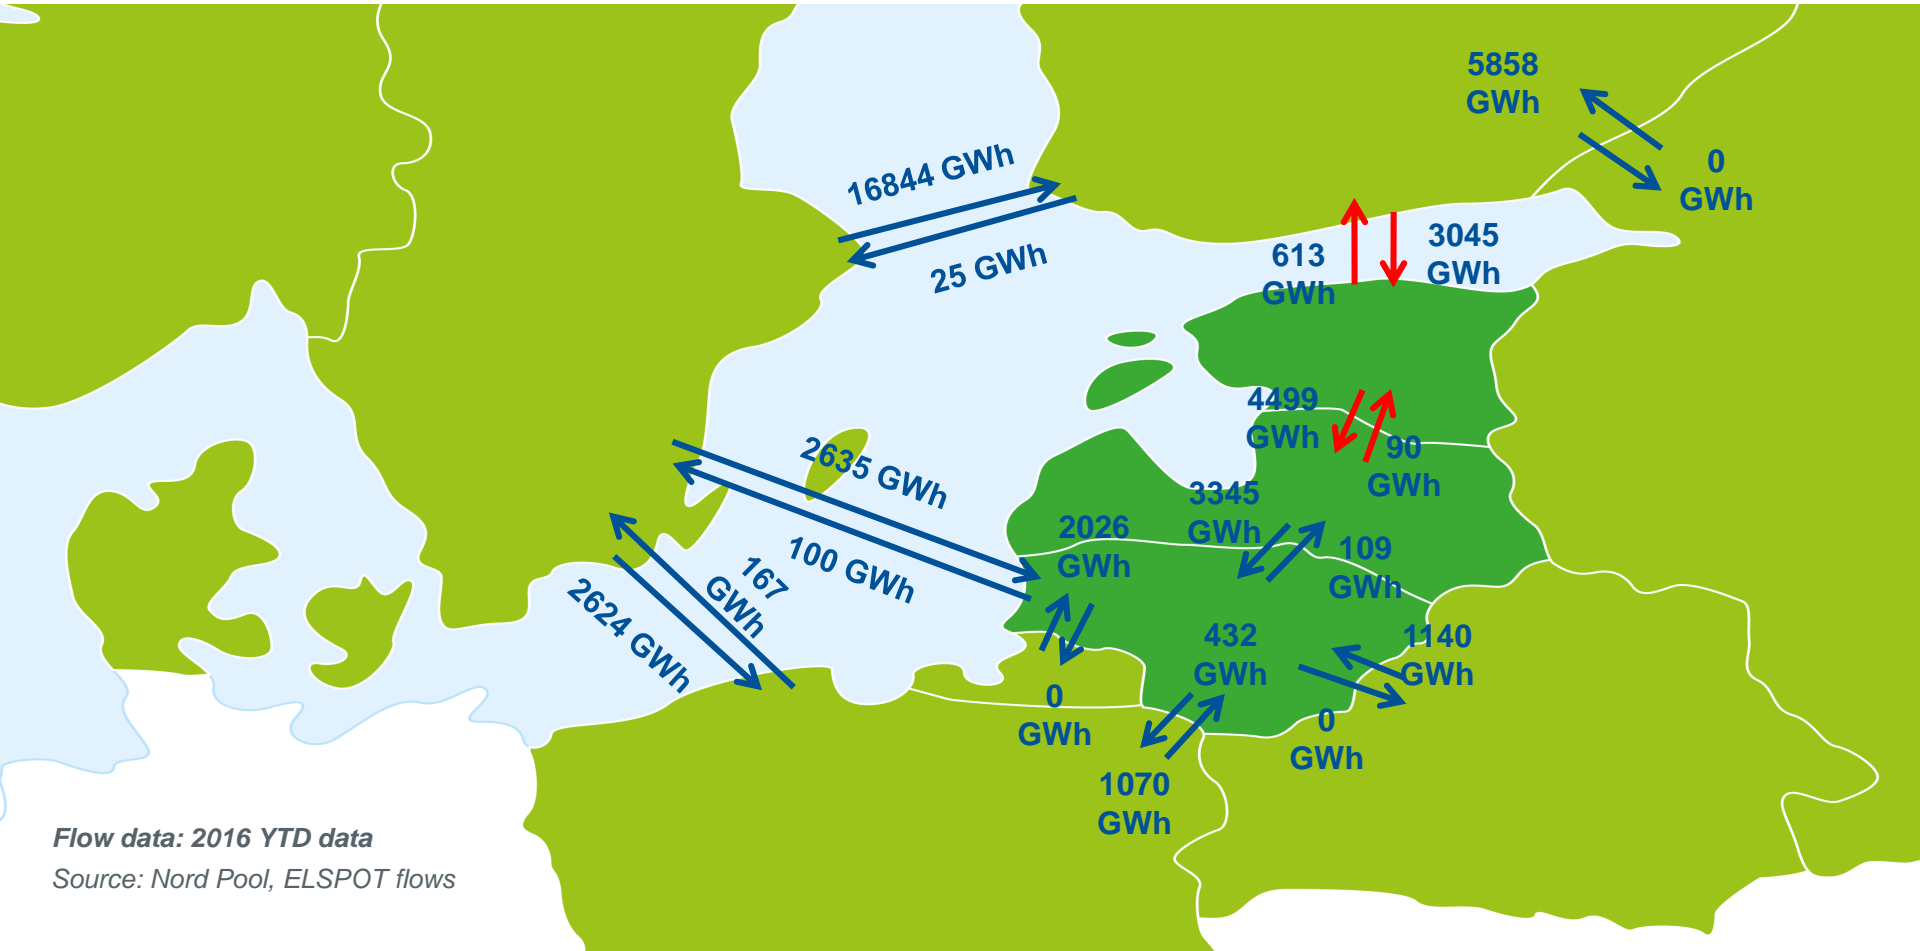 5858
GWh
0
GWh
16844 GWh
25 GWh
613
GWh
3045
GWh
4499
GWh
90
GWh
2635 GWh
100 GWh
3345
GWh
109
GWh
2026
GWh
167
GWh
2624 GWh
432
GWh
1140
GWh
0
GWh
0
GWh
1070
GWh
Flow data: 2016 YTD data
Source: Nord Pool, ELSPOT flows